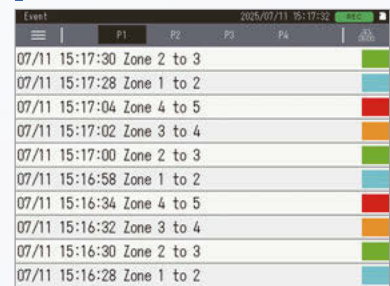 Event 2025/07/11 15:17:32 REC
P1 P2 P3 P4
07/11 15:17:30 Zone 2 to 3
07/11 15:17:28 Zone 1 to 2
07/11 15:17:04 Zone 4 to 5
07/11 15:17:02 Zone 3 to 4
07/11 15:17:00 Zone 2 to 3
07/11 15:16:58 Zone 1 to 2
07/11 15:16:34 Zone 4 to 5
07/11 15:16:32 Zone 3 to 4
07/11 15:16:30 Zone 2 to 3
07/11 15:16:28 Zone 1 to 2